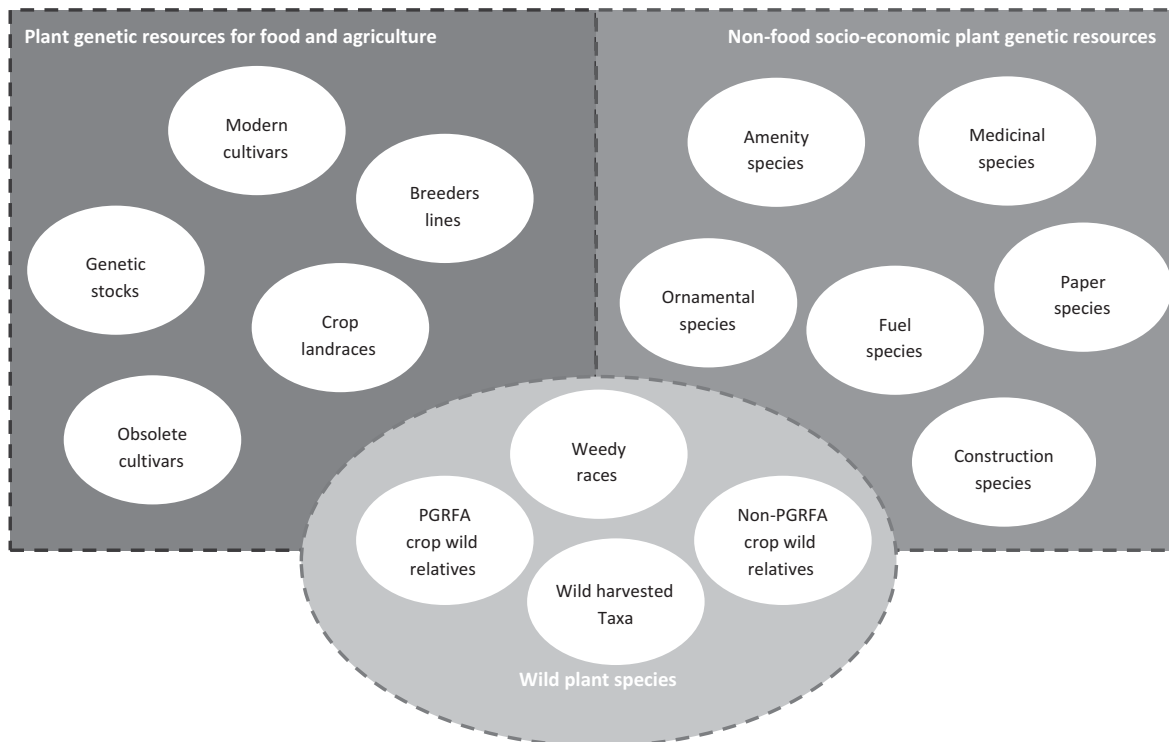 Plant genetic resources for food and agriculture
Modern
cultivars
Breeders
lines
Genetic
stocks
Crop
landraces
Obsolete
cultivars
Non-food socio-economic plant genetic resources
Amenity
species
Medicinal
species
Ornamental
species
Fuel
species
Paper
species
Construction
species
Weedy
races
PGRFA
crop wild
relatives
Non-PGRFA
crop wild
relatives
Wild harvested
Taxa
Wild plant species